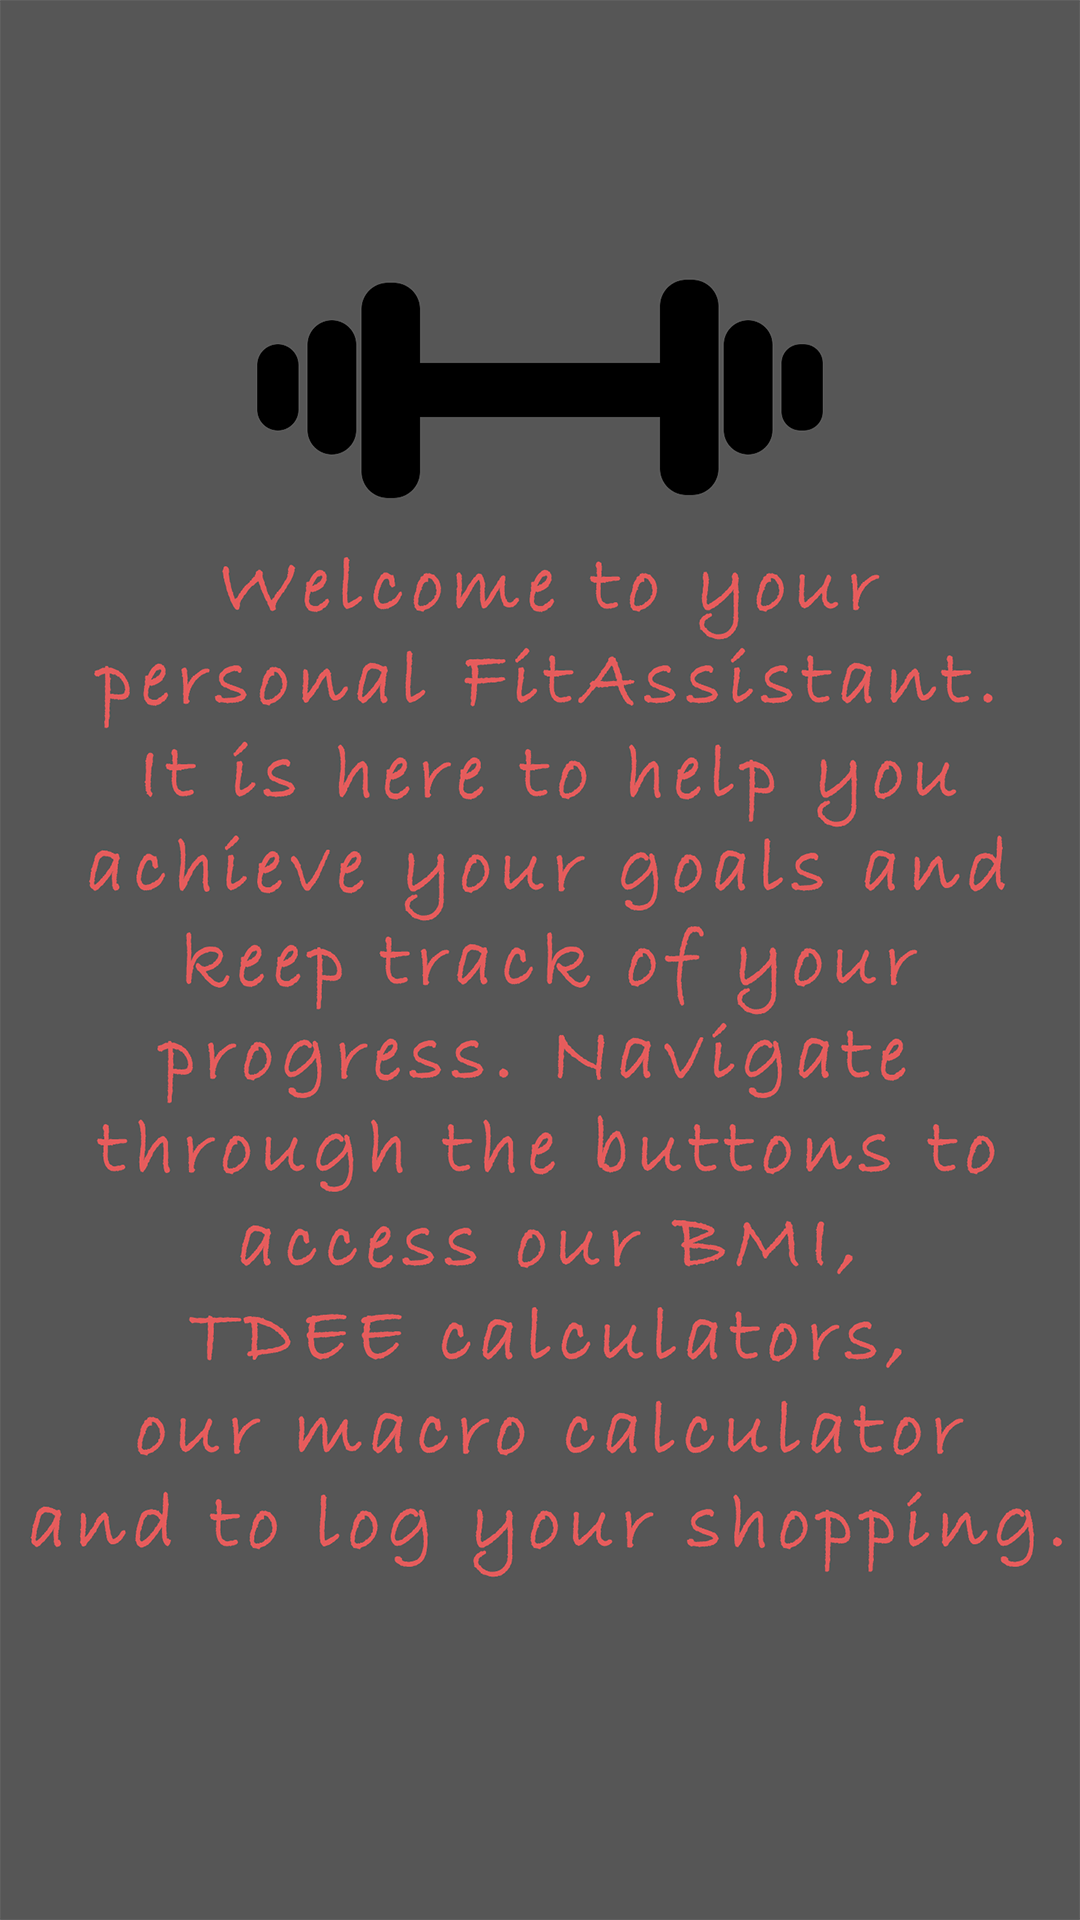 Welcome to your
personal FitAssistant.
It is here to help you
achieve your goals and
keep track of your
progress. Navigate
through the buttons to
access our BMI,
TDEE calculators,
our macro calculator
and to log your shopping.